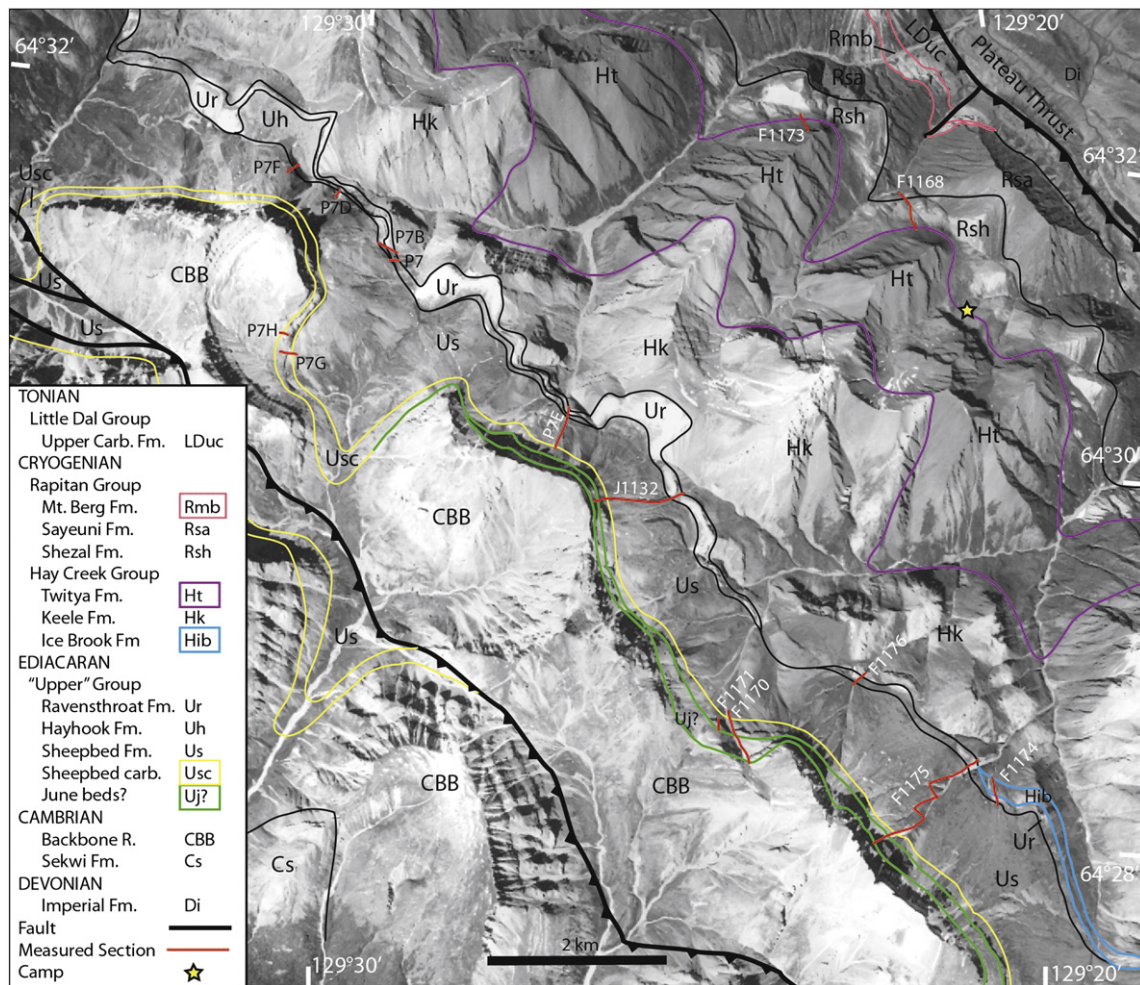 129°30’
129°20’
64°32’
Rmb
LDuc
Plateau Thrust
Di
Ur
Uh
Hk
Ht
Rsa
Rsh
F1173
64°32’
Usc
P7F
Ht
Rsa
F1168
P7D
Rsh
P7B
P7
CBB
Us
Ur
Ht
Us
P7H
Us
Hk
P7G
TONIAN
Little Dal Group
Upper Carb. Fm. LDuc
CRYOGENIAN
Rapitan Group
Mt. Berg Fm. Rmb
Sayeuni Fm. Rsa
Shezal Fm. Rsh
Hay Creek Group
Twitya Fm. Ht
Keele Fm. Hk
Ice Brook Fm Hib
EDIACARAN
“Upper” Group
Ravensthroat Fm. Ur
Hayhook Fm. Uh
Sheepbed Fm. Us
Sheepbed carb. Usc
June beds? Uj?
CAMBRIAN
Backbone R. CBB
Sekwi Fm. Cs
DEVONIAN
Imperial Fm. Di
Fault
Measured Section
Camp
Ur
P7E
Hk
Ht
Usc
64°30’
J1132
CBB
Us
Us
Hk
F1176
F1171
F1170
Uj?
CBB
CBB
F1174
F1175
Hib
Ur
Cs
Us
64°28’
2 km
129°30’
129°20’